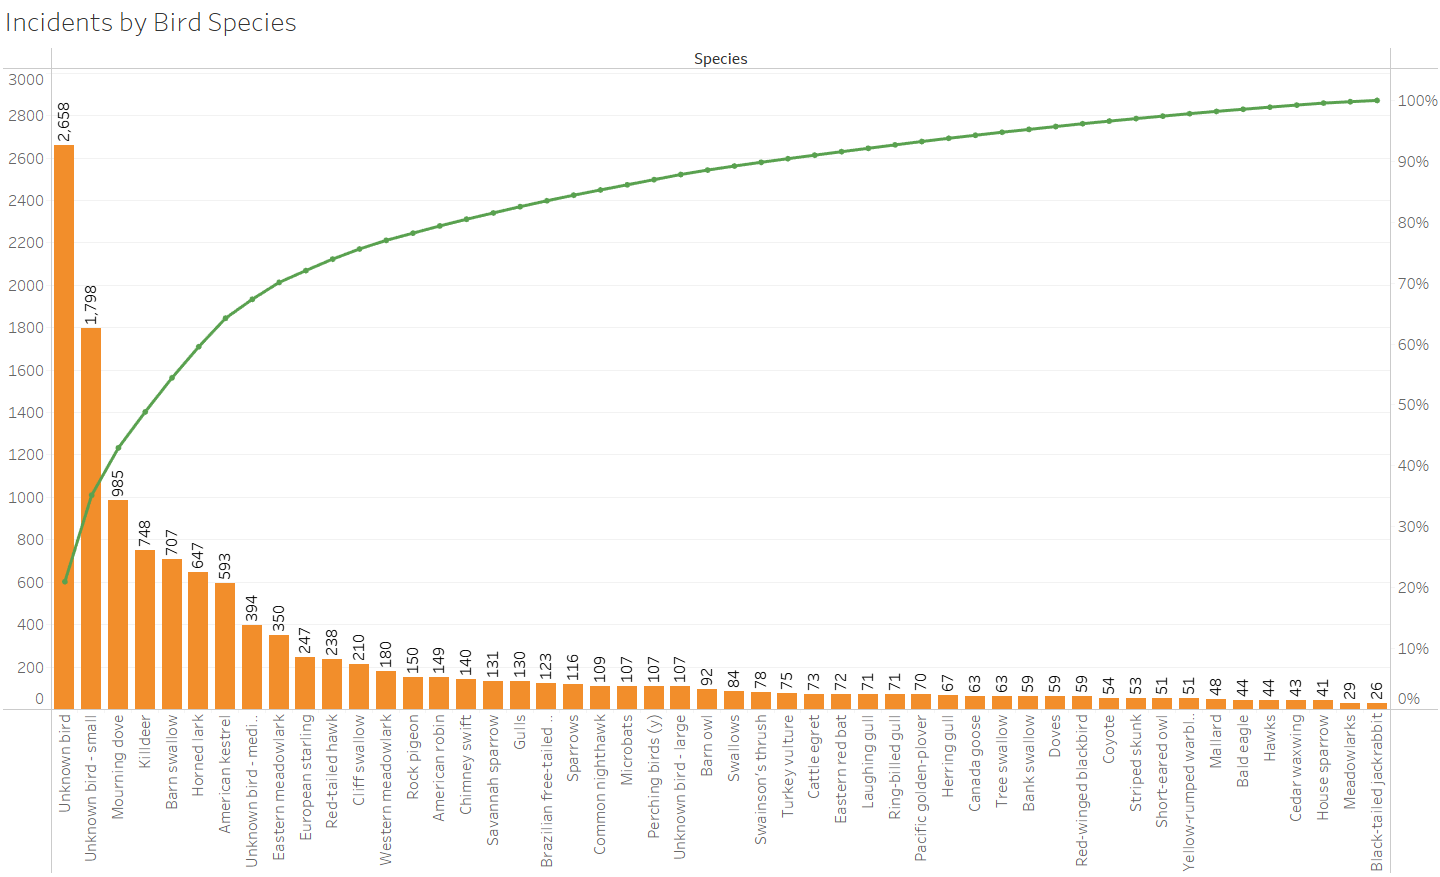 Incidents by Bird Species
Species
3000
2800
2600
2400
2200
2000
1800
1600
1400
1200
1000
800
600
400
200
0
100%
90%
80%
70%
60%
50%
40%
30%
20%
10%
0%
2,658
1,798
985
748
707
647
593
394
350
247
238
210
180
150
149
140
131
130
123
116
109
107
107
107
92
84
78
75
73
72
71
71
70
67
63
63
59
59
59
54
53
51
51
48
44
44
43
41
29
26
Unknown bird
Unknown bird - small
Mourning dove
Killdeer
Barn swallow
Horned lark
American kestrel
Unknown bird - medi..
Eastern meadowlark
European starling
Red-tailed hawk
Cliff swallow
Western meadowlark
Rock pigeon
American robin
Chimney swift
Savannah sparrow
Gulls
Brazilian free-tailed ..
Sparrows
Common nighthawk
Microbats
Perching birds (y)
Unknown bird - large
Barn owl
Swallows
Swainson's thrush
Turkey vulture
Cattle egret
Eastern red bat
Laughing gull
Ring-billed gull
Pacific golden-plover
Herring gull
Canada goose
Tree swallow
Bank swallow
Doves
Red-winged blackbird
Coyote
Striped skunk
Short-eared owl
Yellow-rumped warbl..
Mallard
Bald eagle
Hawks
Cedar waxwing
House sparrow
Meadowlarks
Black-tailed jackrabbit